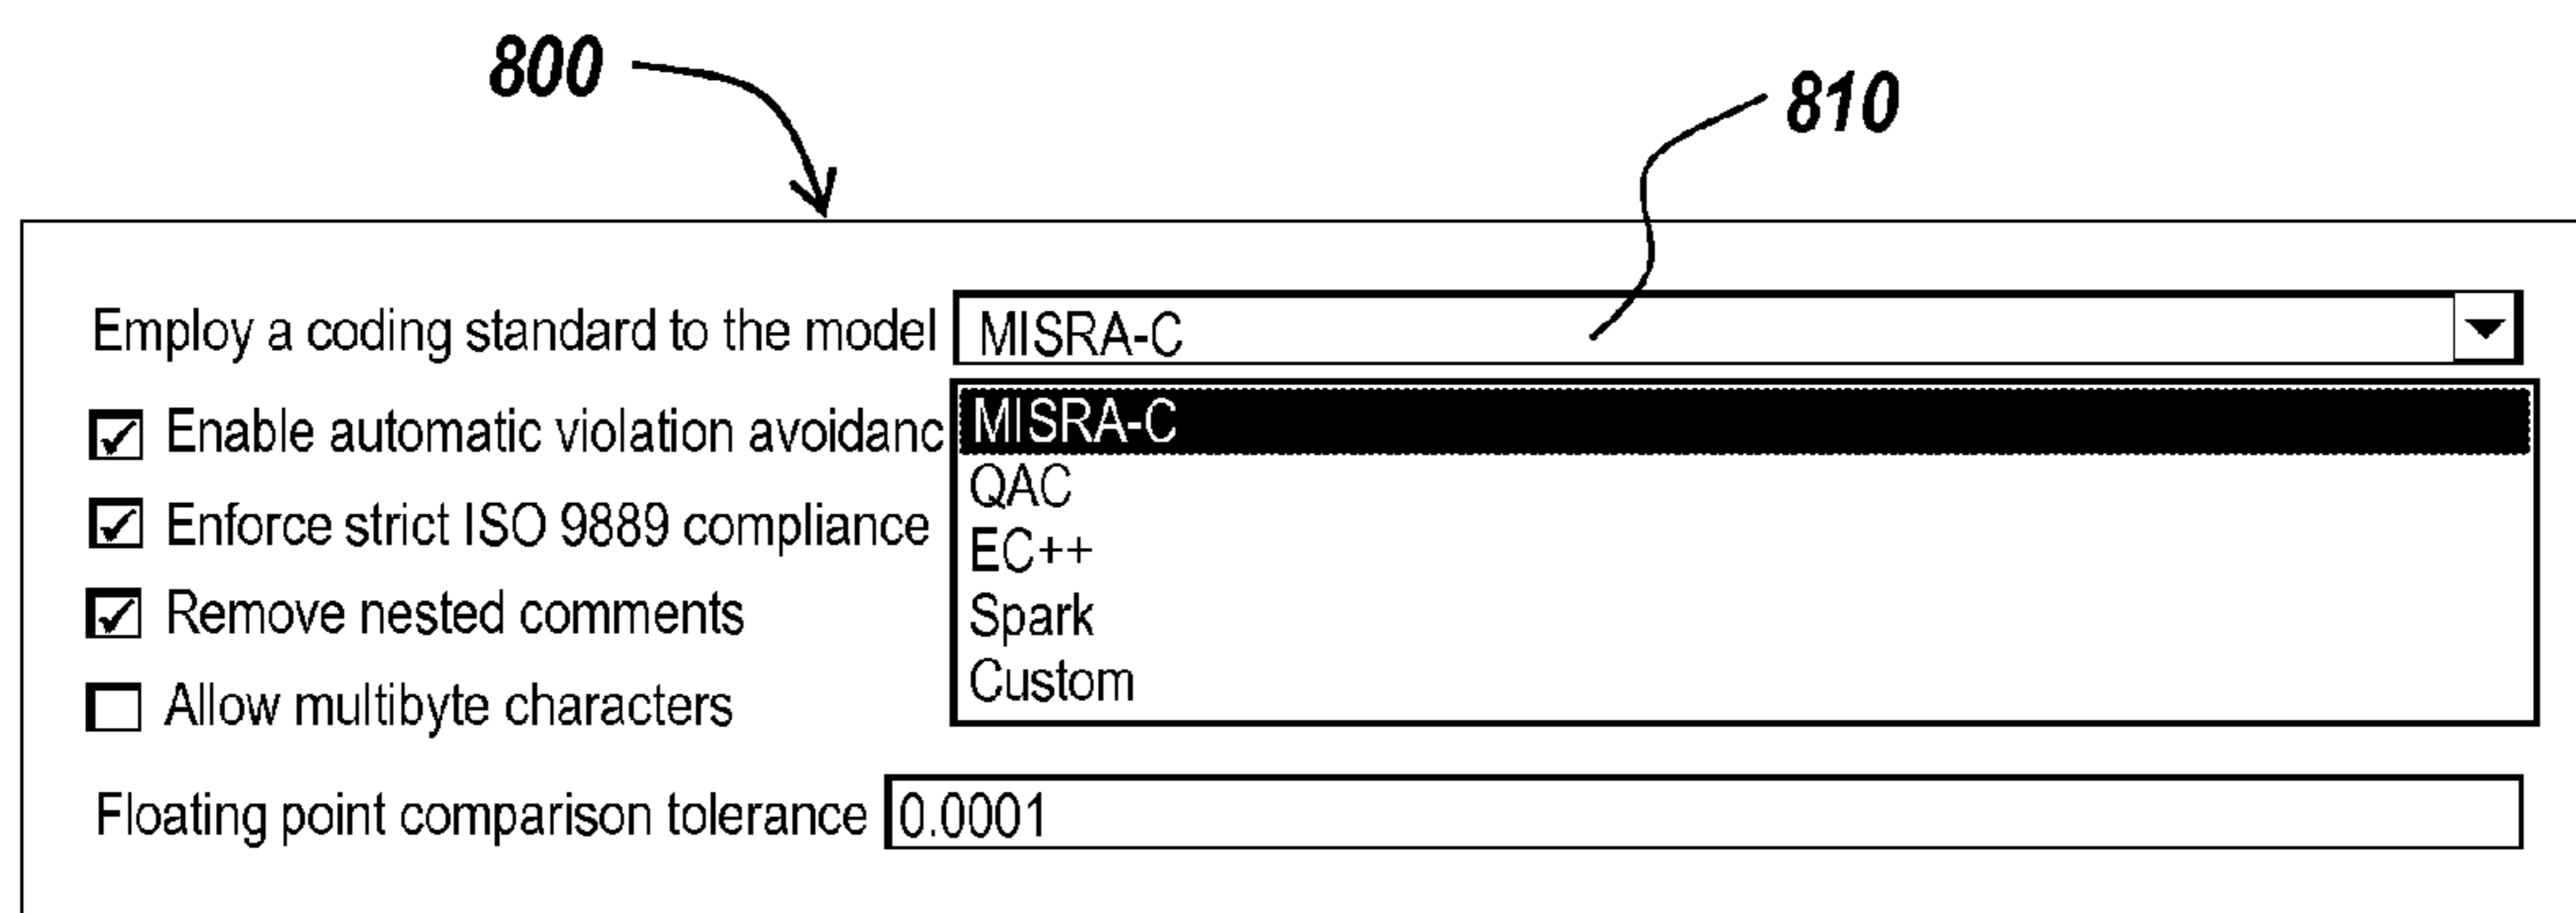 800
810
Employ a coding standard to the model MISRA-C
Enable automatic violation avoidanc MISRA-C
QAC
Enforce strict ISO 9889 compliance
EC++
Remove nested comments
Spark
Custom
Allow multibyte characters
Floating point comparison tolerance 0.0001